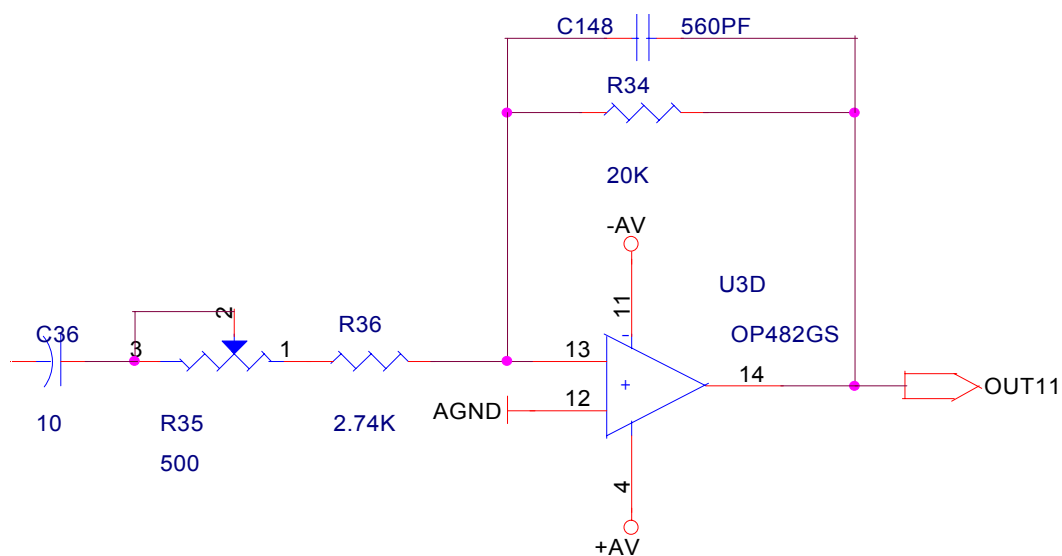 C148 560PF
R34
20K
-AV
U3D
11
OP482GS
-
C36
2
R36
3
1
13
+
14
OUT11
AGND
12
10
R35
2.74K
500
4
+AV